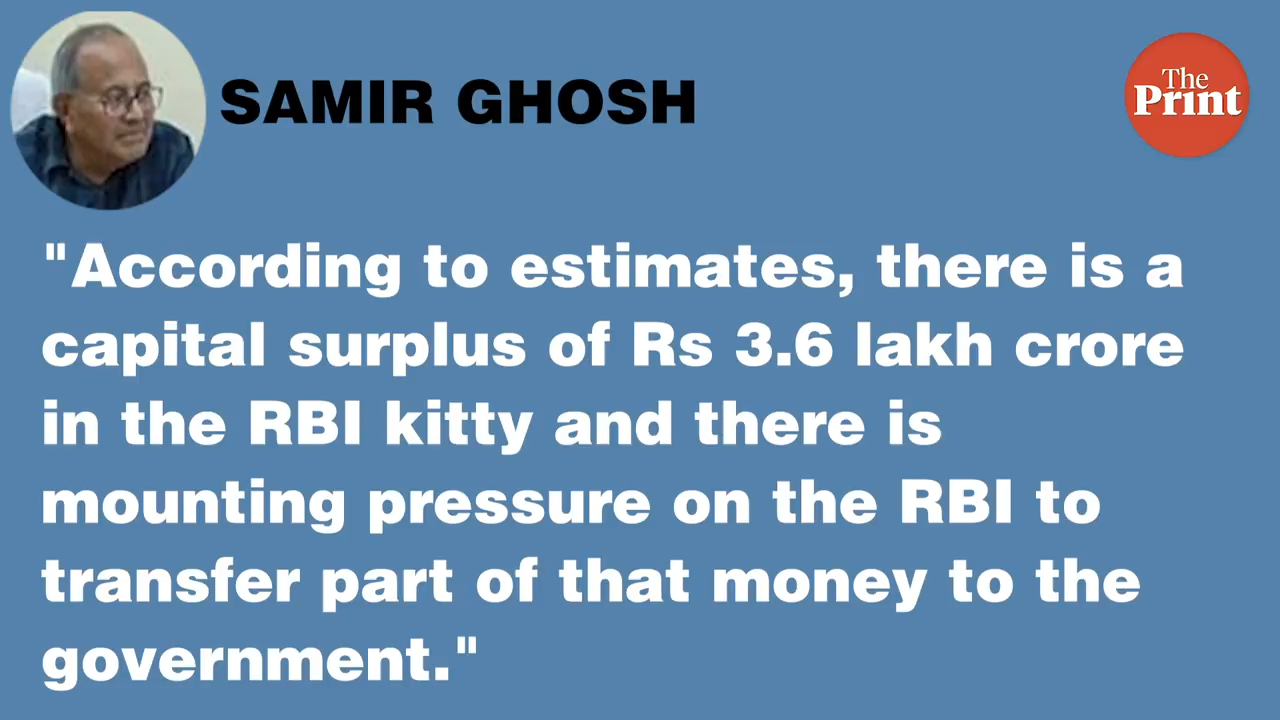 SAMIR GHOSH
The
Print
"According to estimates, there is a
capital surplus of Rs 3.6 lakh crore
in the RBI kitty and there is
mounting pressure on the RBI to
transfer part of that money to the
government."